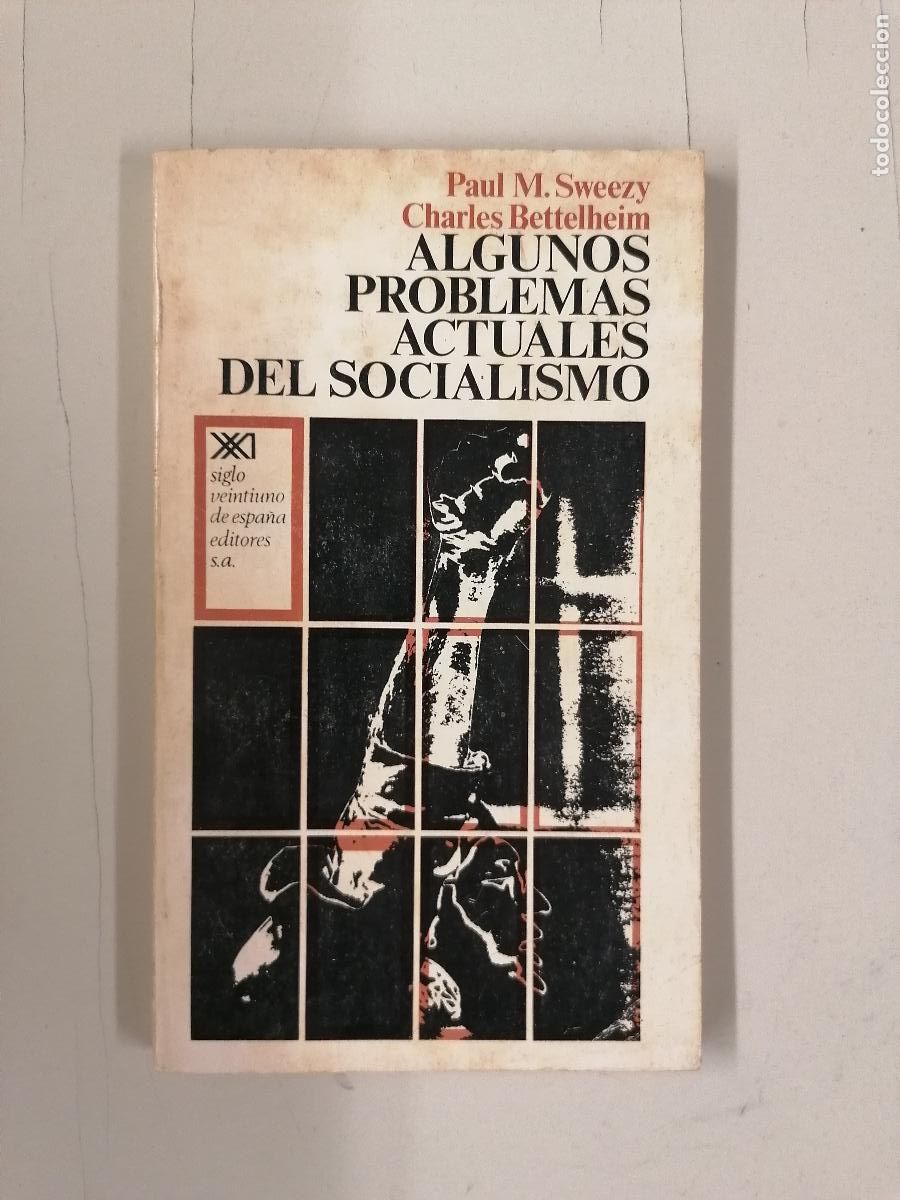 Paul M. Sweezy
Charles Bettelheim
ALGUNOS
PROBLEMAS
ACTUALES
DEL SOCIALISMO
XXI
siglo
veintiuno
de españa
editores
s.a.
todocoleccion